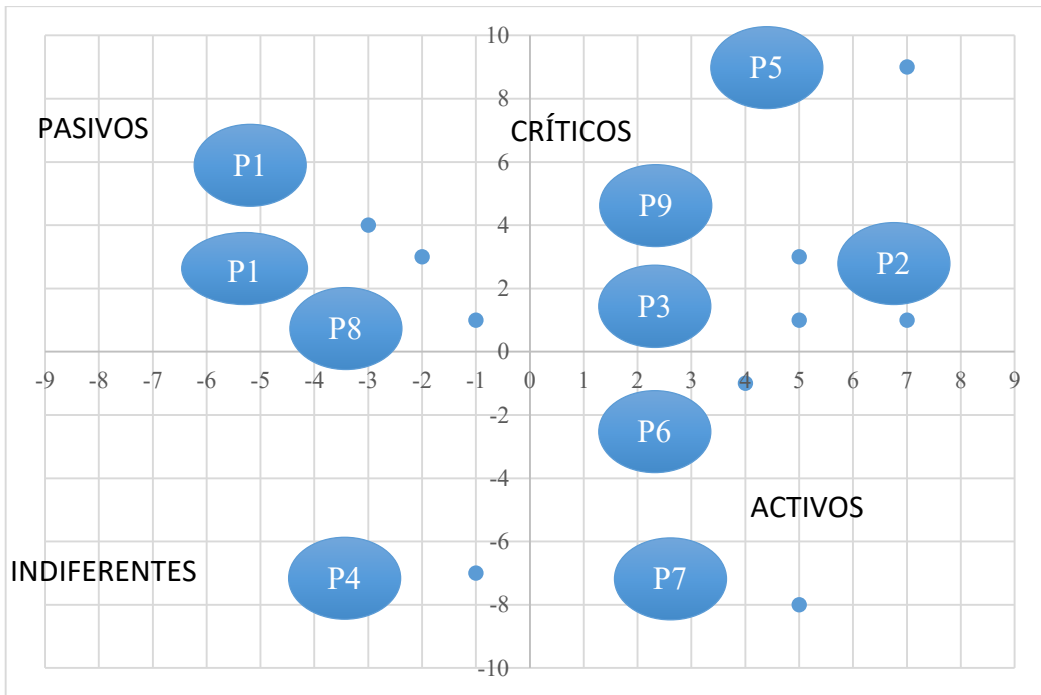 10
P5
8
PASIVOS
CRÍTICOS
6
P1
P9
4
P1
P2
2
P3
P8
0
-9 -8 -7 -6 -5 -4 -3 -2 -1 0 1 2 3 4 5 6 7 8 9
-2
P6
-4
ACTIVOS
-6
INDIFERENTES
P4
P7
-8
-10